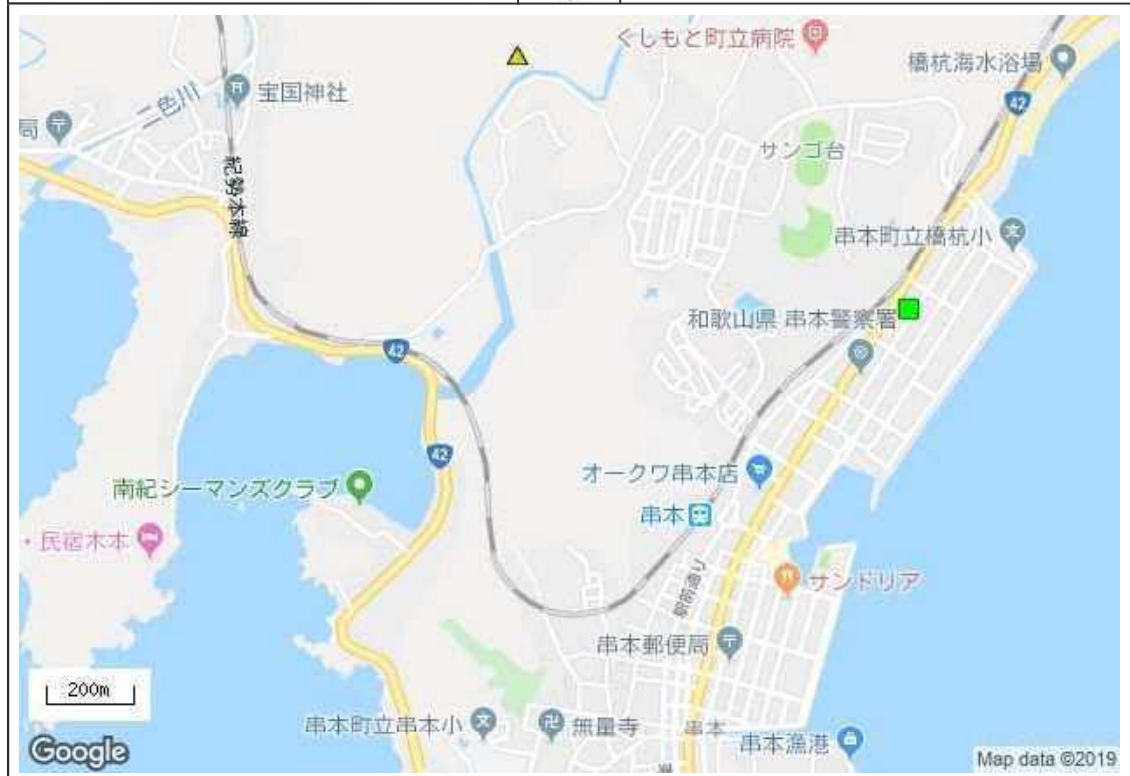 くしもと町立病院
橋杭海水浴場
42
二色川
宝国神社
局
サンゴ台
紀勢本線
串本町立橋杭小
和歌山県 串本警察署
42
42
オークワ串本店
南紀シーマンズクラブ
串本
・民宿木本
サンドリア
駅前通り
串本郵便局
200m
串本町立串本小
無量寺
串本
串本漁港
Google
Map data ©2019